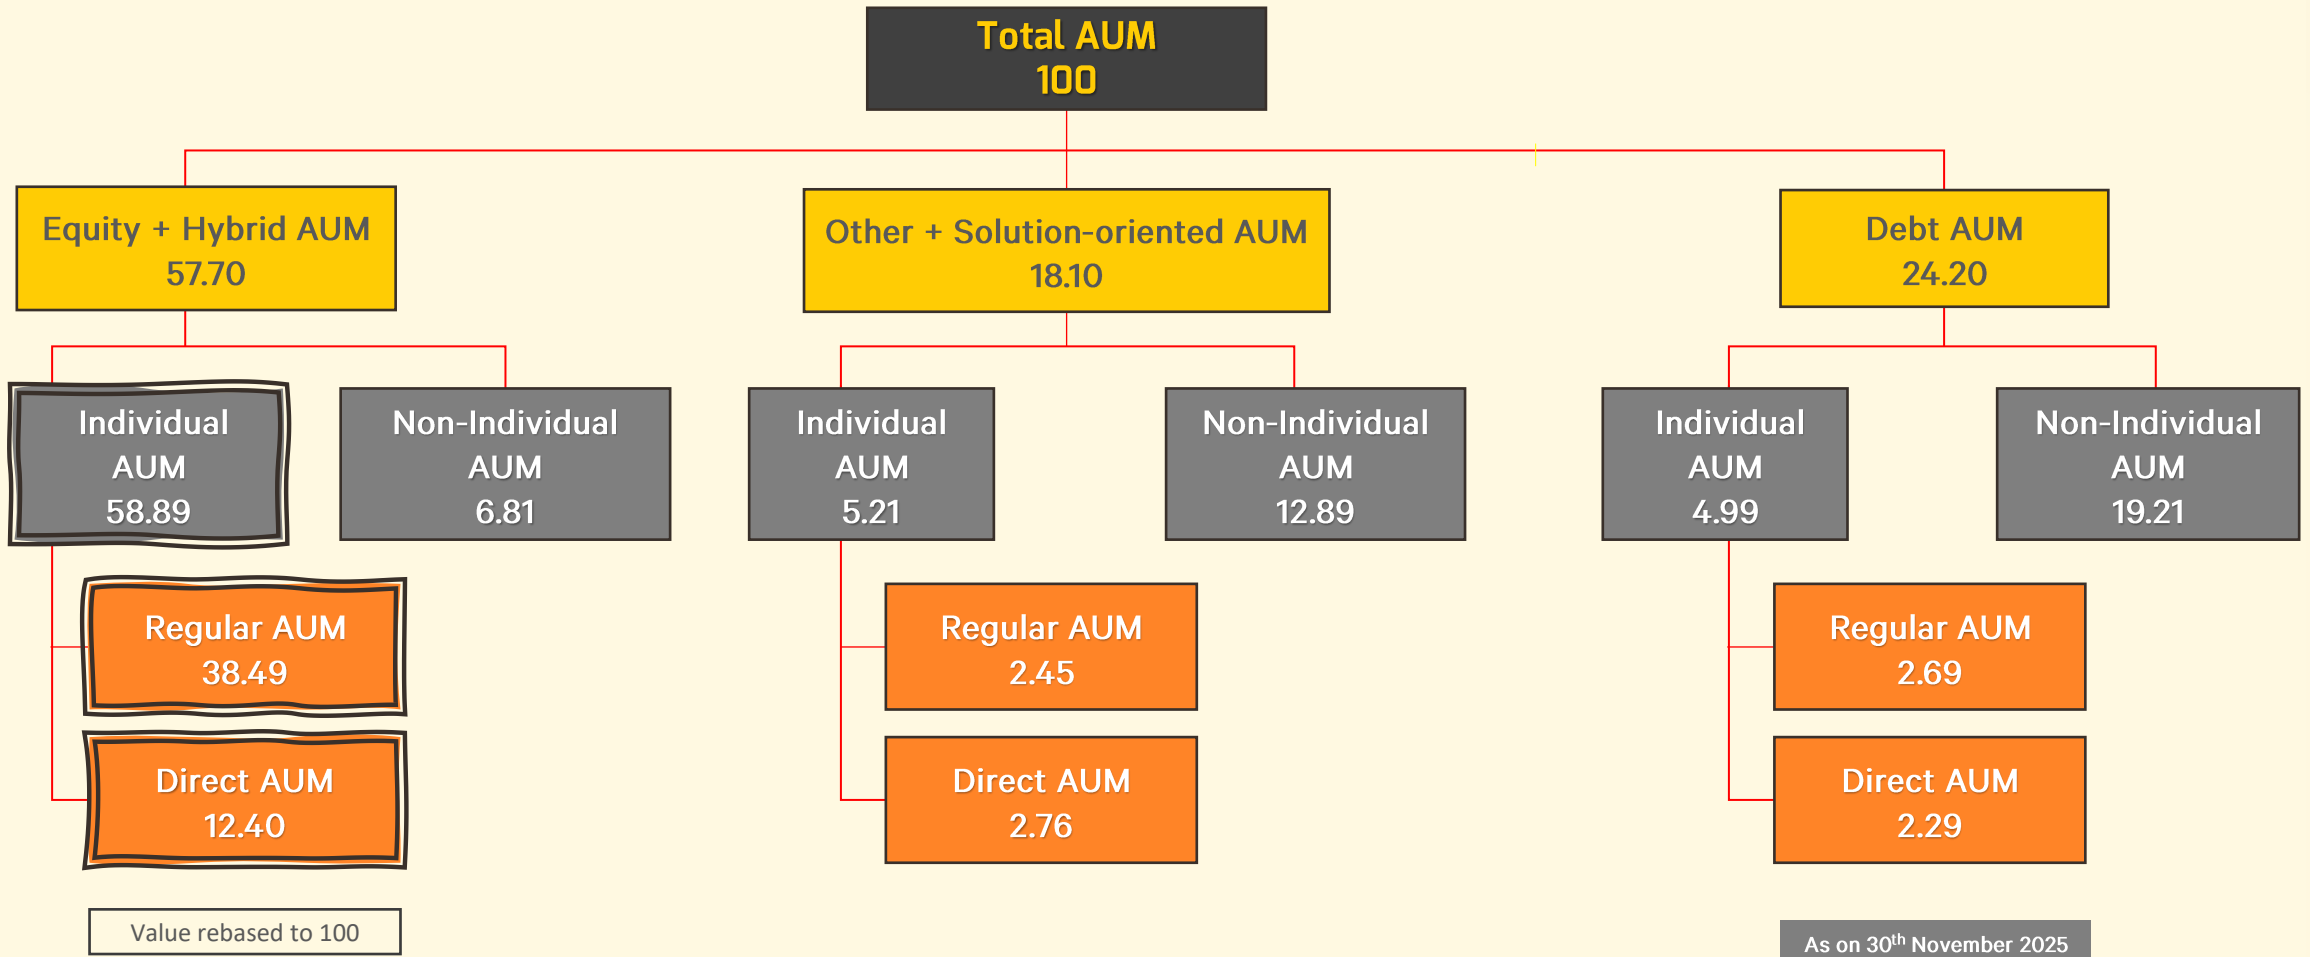 Total AUM
100
Equity + Hybrid AUM
57.70
Other + Solution-oriented AUM
18.10
Debt AUM
24.20
Individual
AUM
58.89
Non-Individual
AUM
6.81
Individual
AUM
5.21
Non-Individual
AUM
12.89
Individual
AUM
4.99
Non-Individual
AUM
19.21
Regular AUM
38.49
Regular AUM
2.45
Regular AUM
2.69
Direct AUM
12.40
Direct AUM
2.76
Direct AUM
2.29
Value rebased to 100
As on 30th November 2025